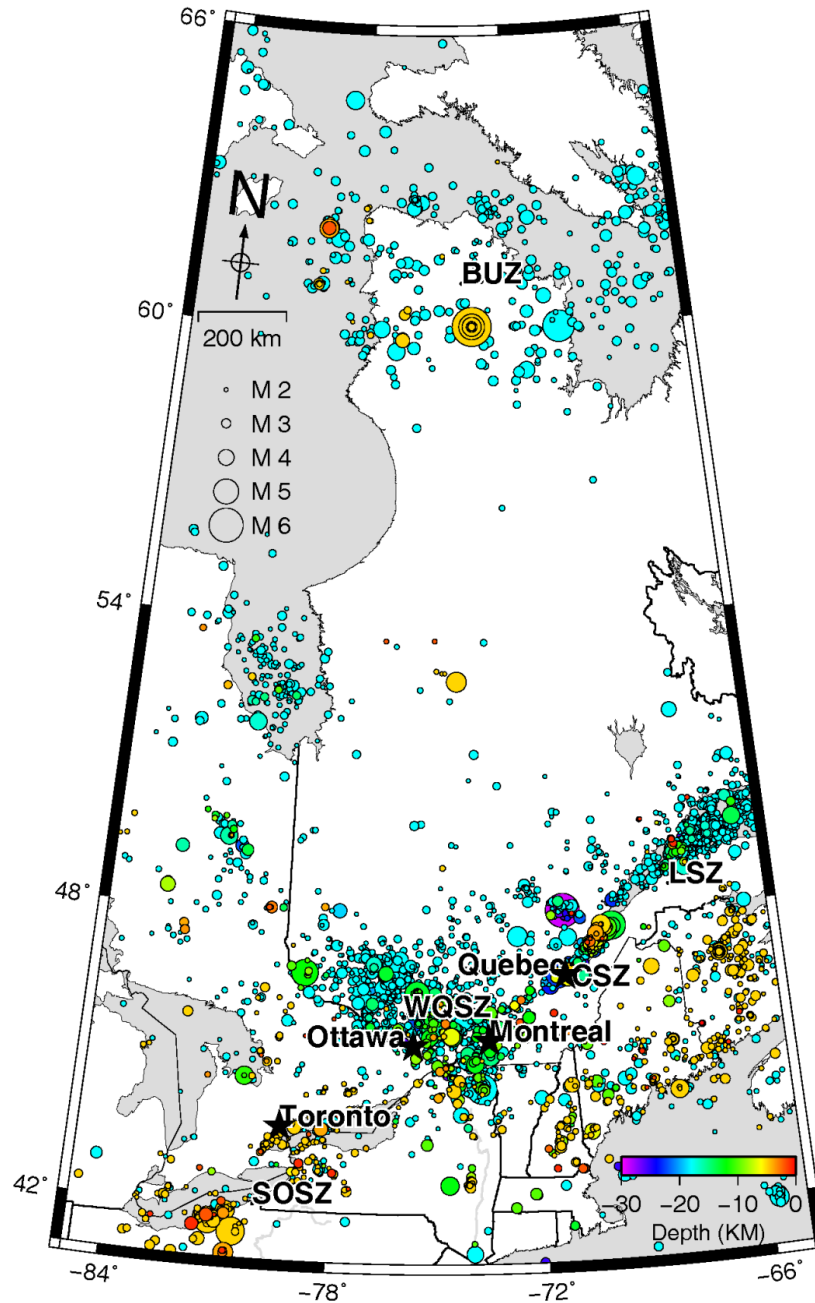 66˚
N
BUZ
60˚
200 km
M 2
M 3
M 4
M 5
M 6
54˚
LSZ
48˚
Quebec CSZ
WQSZ
Ottawa Montreal
Toronto
42˚
SOSZ
−30 −20 −10 0
Depth (KM)
−84˚ −78˚ −72˚ −66˚